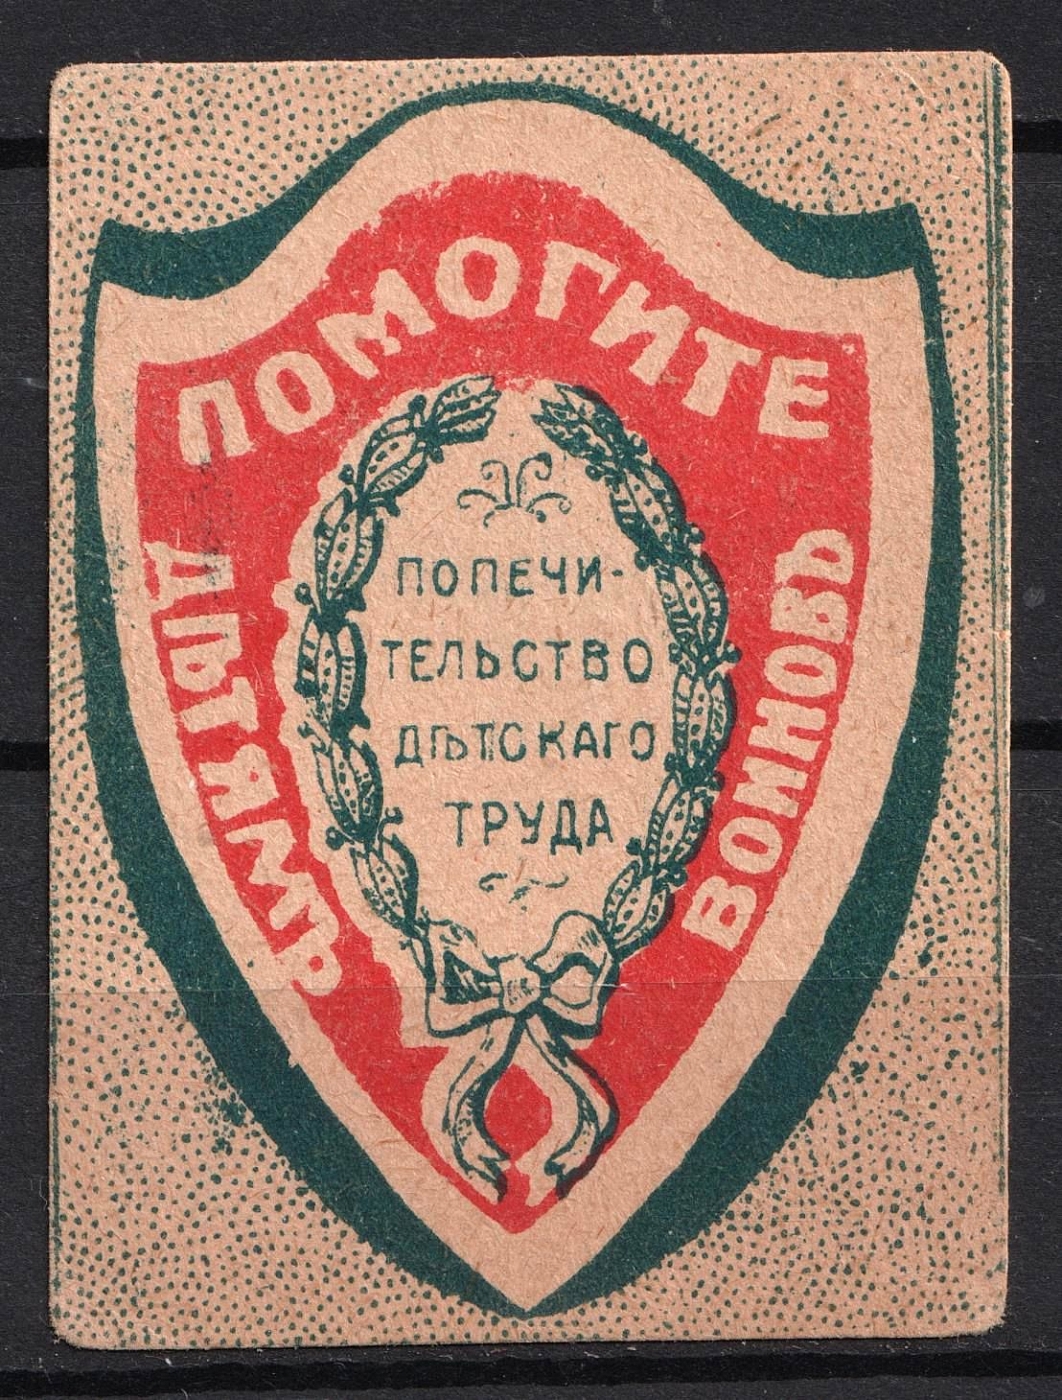 ПОМОГИТЕ
ДѢТЯМЪ
ВОИНОВЪ
ПОПЕЧИ-
ТЕЛЬСТВО
ДѢТСКАГО
ТРУДА